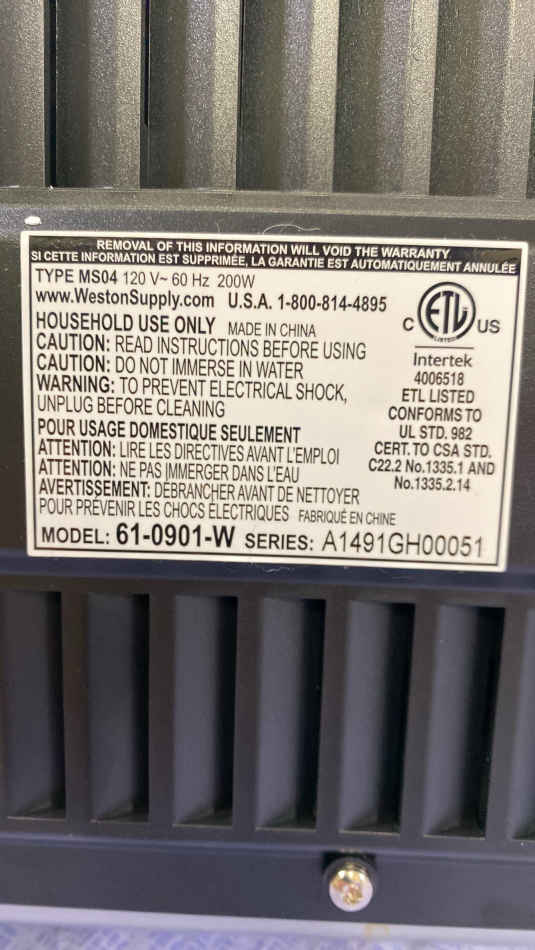 REMOVAL OF THIS INFORMATION WILL VOID THE WARRANTY
SI CETTE INFORMATION EST SUPPRIMÉE, LA GARANTIE EST AUTOMATIQUEMENT ANNULÉE
TYPE MS04 120 V~ 60 Hz 200W
www.WestonSupply.com U.S.A. 1-800-814-4895
HOUSEHOLD USE ONLY MADE IN CHINA
CAUTION: READ INSTRUCTIONS BEFORE USING
CAUTION: DO NOT IMMERSE IN WATER
WARNING: TO PREVENT ELECTRICAL SHOCK,
UNPLUG BEFORE CLEANING
POUR USAGE DOMESTIQUE SEULEMENT
ATTENTION: LIRE LES DIRECTIVES AVANT L'EMPLOI
ATTENTION: NE PAS IMMERGER DANS L'EAU
AVERTISSEMENT: DÉBRANCHER AVANT DE NETTOYER
POUR PRÉVENIR LES CHOCS ÉLECTRIQUES FABRIQUÉ EN CHINE
C ETL US
LISTED
Intertek
4006518
ETL LISTED
CONFORMS TO
UL STD. 982
CERT. TO CSA STD.
C22.2 No.1335.1 AND
No.1335.2.14
MODEL: 61-0901-W SERIES: A1491GH00051